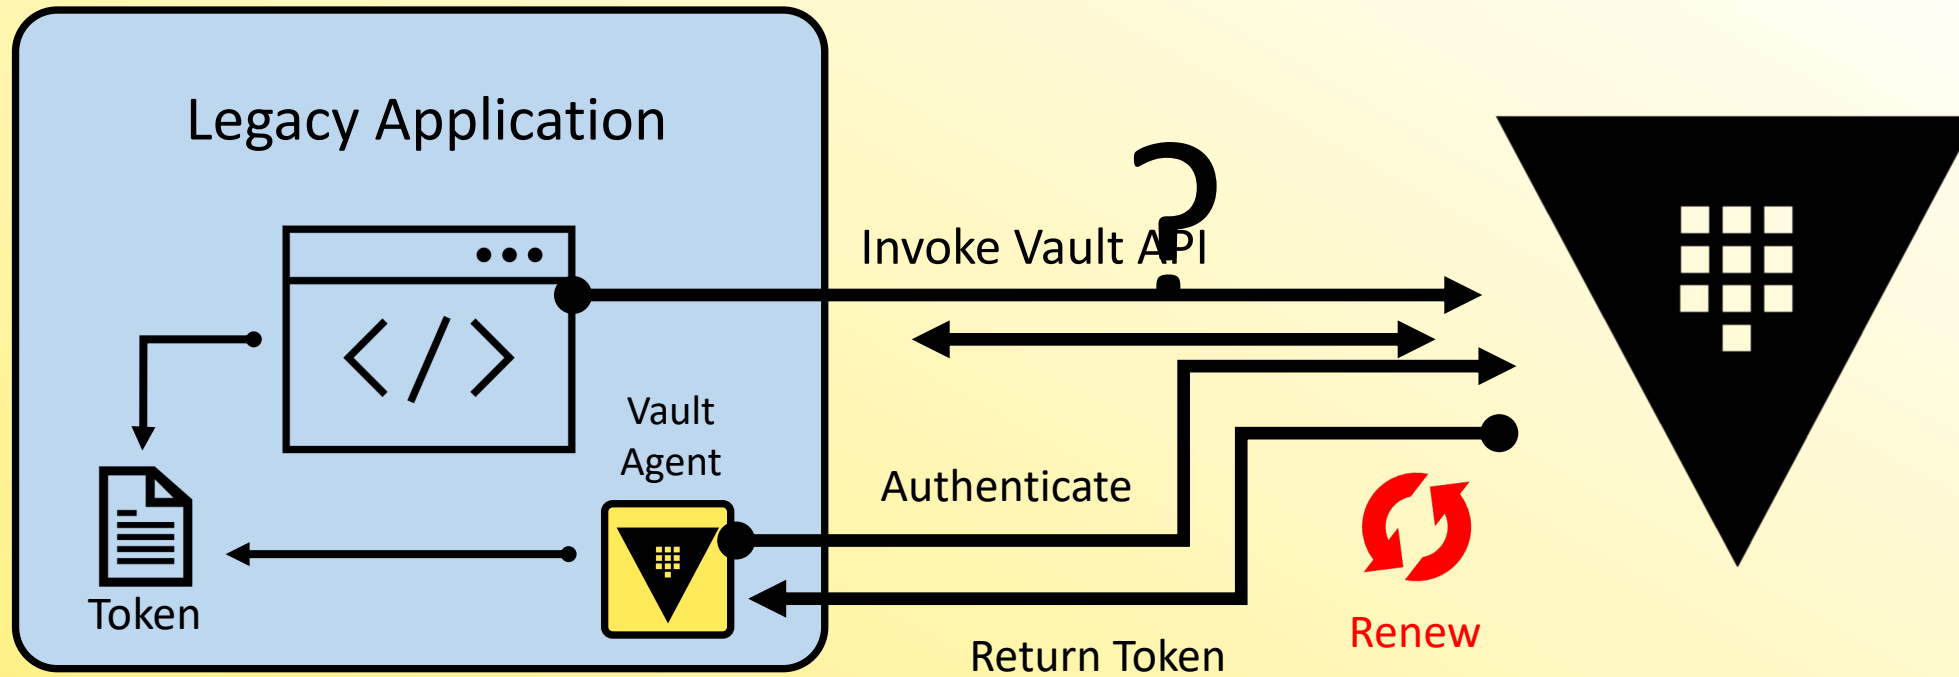 Legacy Application
?
Invoke Vault API
</>
Vault
Agent
Authenticate
Token
Renew
Return Token